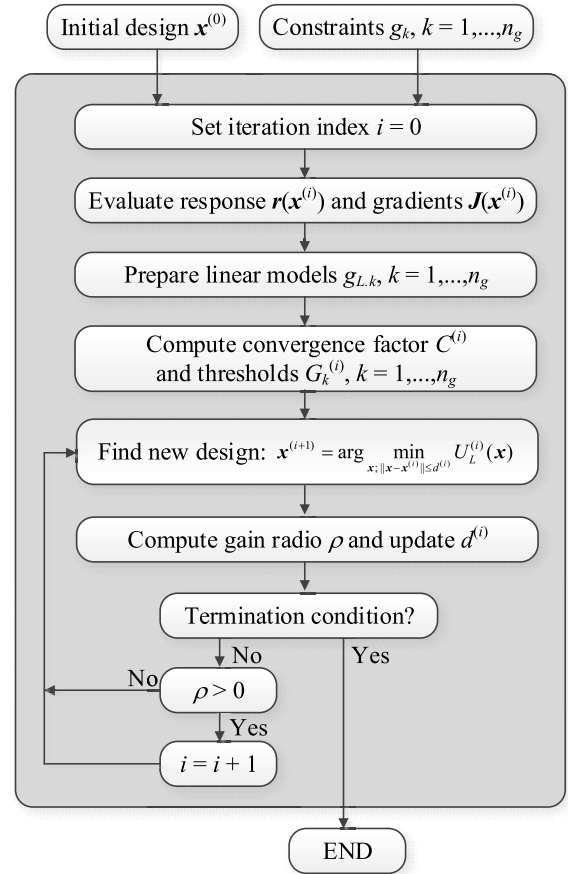 Initial design x^(0)
Constraints g_k, k = 1,...,n_g
Set iteration index i = 0
Evaluate response r(x^(i)) and gradients J(x^(i))
Prepare linear models g_L.k, k = 1,...,n_g
Compute convergence factor C^(i)
and thresholds G_k^(i), k = 1,...,n_g
Find new design: x^(i+1) = arg min_{x; ||x−x^(i)||≤d^(i)} U_L^(i)(x)
Compute gain radio ρ and update d^(i)
Termination condition?
No
Yes
No
ρ > 0
Yes
i = i + 1
END